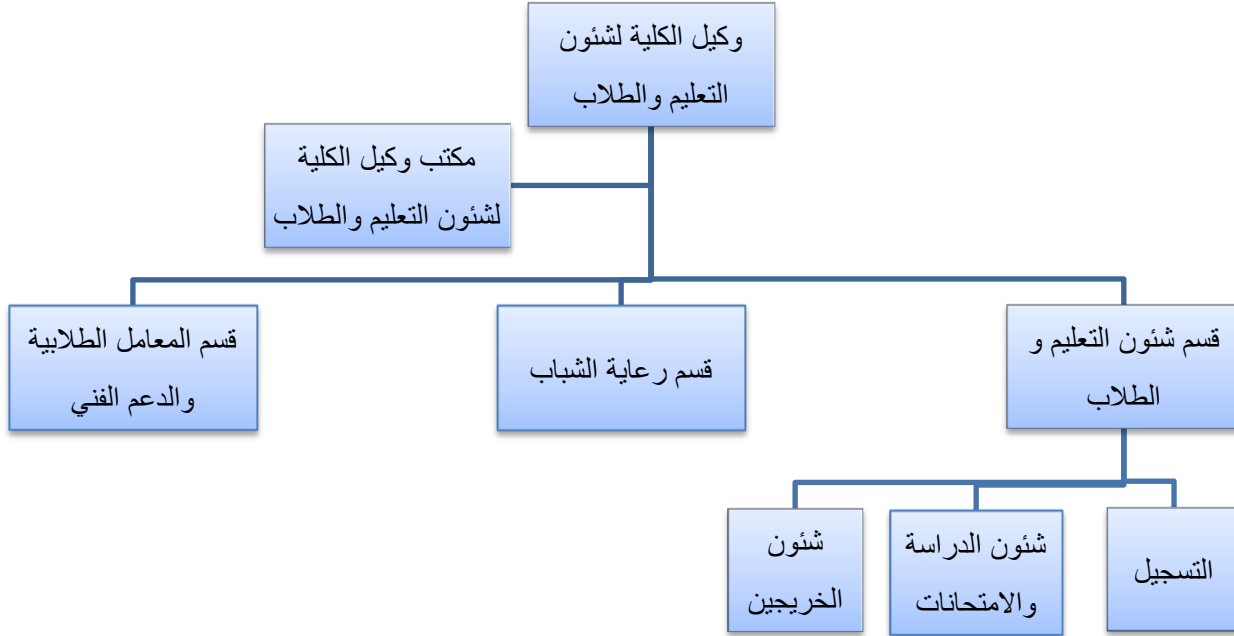 وكيل الكلية لشئون
التعليم والطلاب
مكتب وكيل الكلية
لشئون التعليم والطلاب
قسم شئون التعليم و
الطلاب
قسم رعاية الشباب
قسم المعامل الطلابية
والدعم الفني
التسجيل
شئون الدراسة
والامتحانات
شئون
الخريجين